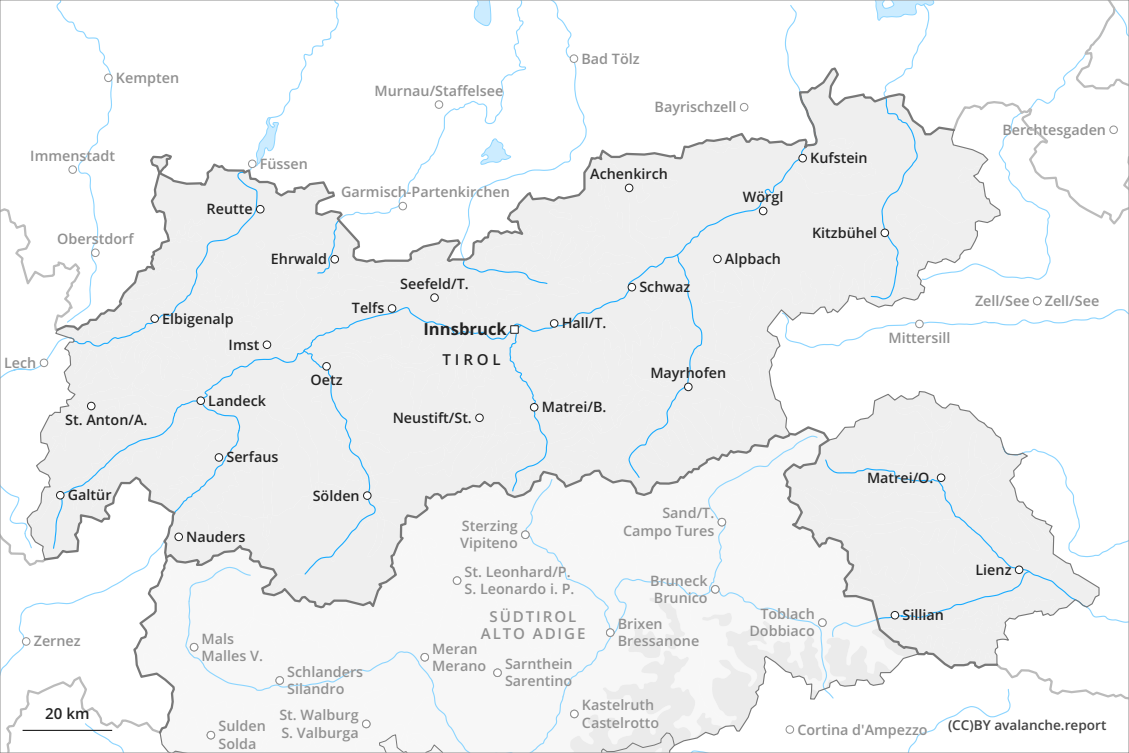 Kempten
Bad Tölz
Murnau/Staffelsee
Bayrischzell
Berchtesgaden
Immenstadt
Füssen
Kufstein
Achenkirch
Garmisch-Partenkirchen
Wörgl
Reutte
Kitzbühel
Oberstdorf
Ehrwald
Alpbach
Seefeld/T.
Schwaz
Zell/See
Zell/See
Telfs
Elbigenalp
Innsbruck
Hall/T.
Mittersill
Imst
TIROL
Lech
Oetz
Mayrhofen
Landeck
Matrei/B.
St. Anton/A.
Neustift/St.
Serfaus
Matrei/O.
Galtür
Sölden
Sand/T.
Campo Tures
Sterzing
Vipiteno
Nauders
St. Leonhard/P.
S. Leonardo i. P.
Lienz
Bruneck
Brunico
SÜDTIROL
ALTO ADIGE
Toblach
Dobbiaco
Sillian
Brixen
Bressanone
Zernez
Mals
Malles V.
Meran
Merano
Sarnthein
Sarentino
Schlanders
Silandro
Kastelruth
Castelrotto
20 km
St. Walburg
S. Valburga
Sulden
Solda
Cortina d'Ampezzo
(CC)BY avalanche.report